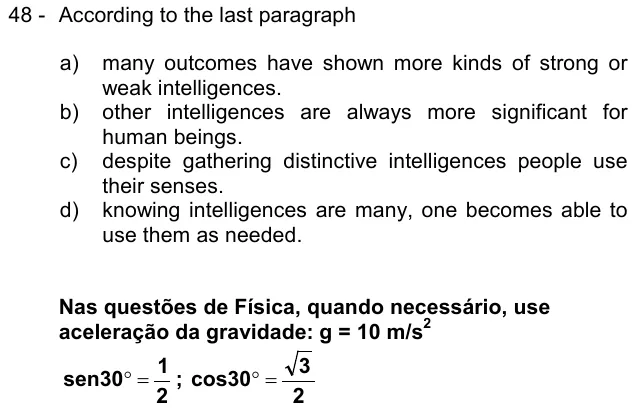 48 - According to the last paragraph
a) many outcomes have shown more kinds of strong or
weak intelligences.
b) other intelligences are always more significant for
human beings.
c) despite gathering distinctive intelligences people use
their senses.
d) knowing intelligences are many, one becomes able to
use them as needed.
Nas questões de Física, quando necessário, use
aceleração da gravidade: g = 10 m/s²
sen30° = 1/2 ; cos30° = √3/2